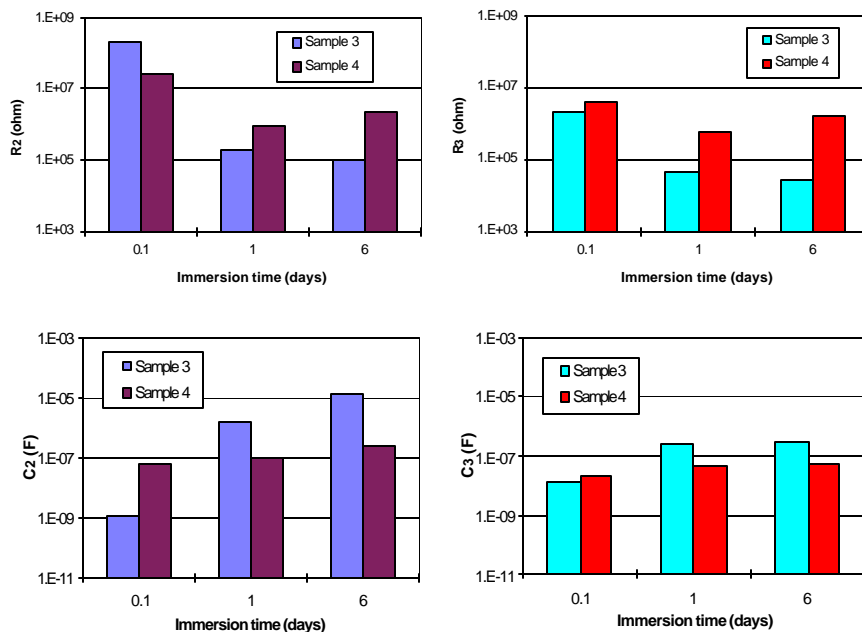 1.E+09
1.E+07
1.E+05
1.E+03
R2 (ohm)
Sample 3
Sample 4
0.1 1 6
Immersion time (days)
1.E+09
1.E+07
1.E+05
1.E+03
R3 (ohm)
Sample 3
Sample 4
0.1 1 6
Immersion time (days)
1.E-03
1.E-05
1.E-07
1.E-09
1.E-11
C2 (F)
Sample 3
Sample 4
0.1 1 6
Immersion time (days)
1.E-03
1.E-05
1.E-07
1.E-09
1.E-11
C3 (F)
Sample3
Sample4
0.1 1 6
Immersion time (days)